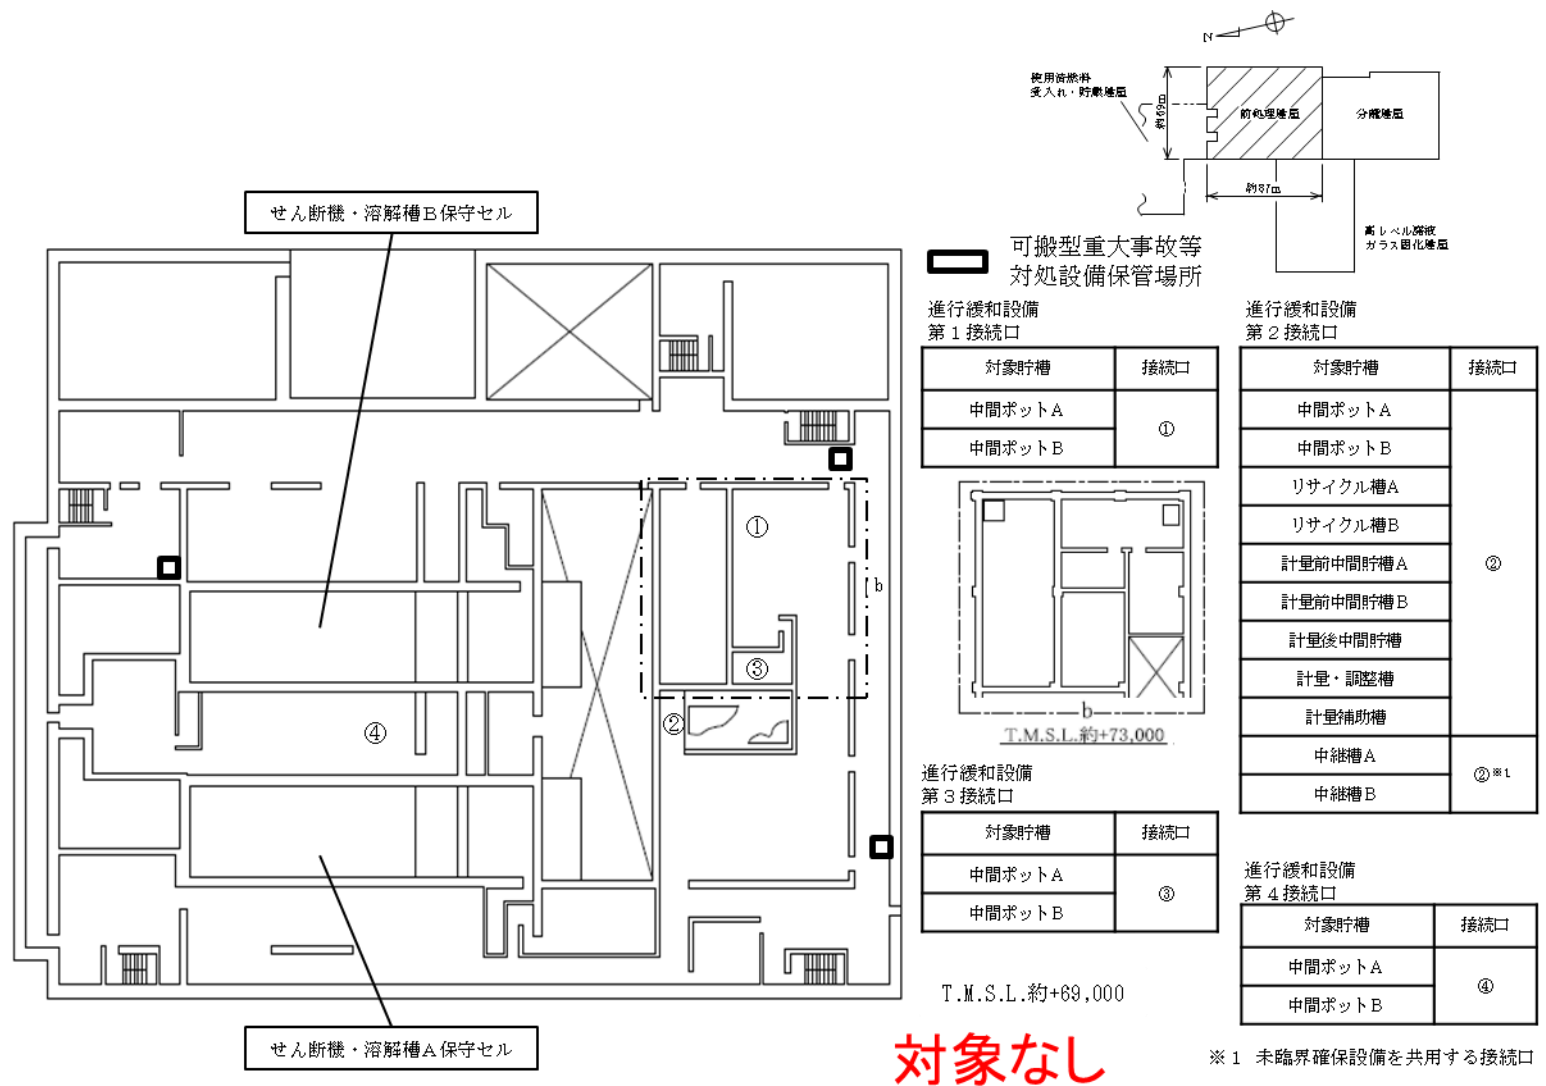 N
使用済燃料
受入れ・貯蔵建屋
約69m
前処理建屋
分離建屋
約87m
高レベル廃液
ガラス固化建屋
せん断機・溶解槽B保守セル
可搬型重大事故等
対処設備保管場所
進行緩和設備
第1接続口
対象貯槽 接続口
中間ポットA
①
中間ポットB
進行緩和設備
第2接続口
対象貯槽 接続口
中間ポットA
中間ポットB
リサイクル槽A
リサイクル槽B
計量前中間貯槽A
②
計量前中間貯槽B
計量後中間貯槽
計量・調整槽
計量補助槽
中継槽A
②※1
中継槽B
①
b
③
②
④
b
T.M.S.L.約+73,000
進行緩和設備
第3接続口
対象貯槽 接続口
中間ポットA
③
中間ポットB
進行緩和設備
第4接続口
対象貯槽 接続口
中間ポットA
④
中間ポットB
T.M.S.L.約+69,000
せん断機・溶解槽A保守セル
対象なし
※1 未臨界確保設備を共用する接続口